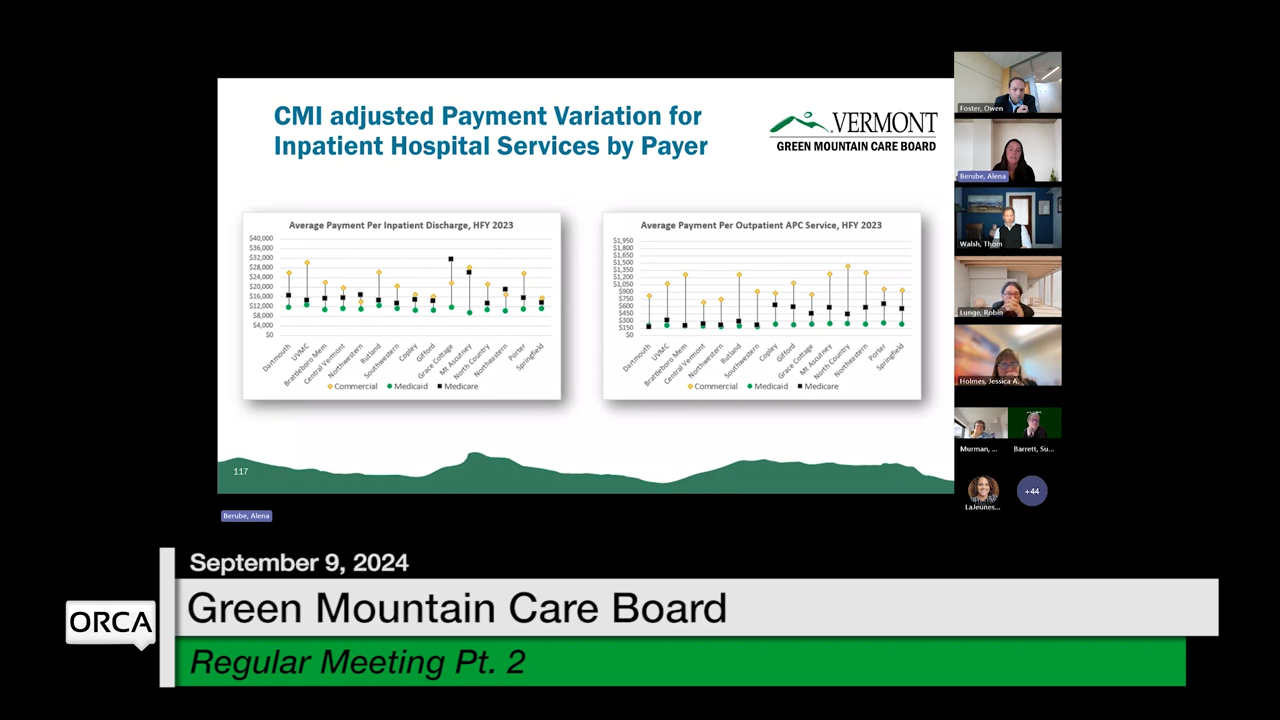 CMI adjusted Payment Variation for
Inpatient Hospital Services by Payer
VERMONT
GREEN MOUNTAIN CARE BOARD
Average Payment Per Inpatient Discharge, HFY 2023
$40,000
$36,000
$32,000
$28,000
$24,000
$20,000
$16,000
$12,000
$8,000
$4,000
$0
Dartmouth
UVMC
Brattleboro Mem
Central Vermont
Northwestern
Rutland
Southwestern
Copley
Gifford
Grace Cottage
Mt Ascutney
North Country
Northeastern
Porter
Springfield
Commercial Medicaid Medicare
Average Payment Per Outpatient APC Service, HFY 2023
$1,950
$1,800
$1,650
$1,500
$1,350
$1,200
$1,050
$900
$750
$600
$450
$300
$150
$0
Dartmouth
UVMC
Brattleboro Mem
Central Vermont
Northwestern
Rutland
Southwestern
Copley
Gifford
Grace Cottage
Mt Ascutney
North Country
Northeastern
Porter
Springfield
Commercial Medicaid Medicare
117
Foster, Owen
Berube, Alena
Walsh, Thom
Lunge, Robin
Holmes, Jessica A.
Murman, ...
Barrett, Su...
LaJeunes...
+44
Berube, Alena
September 9, 2024
ORCA
Green Mountain Care Board
Regular Meeting Pt. 2